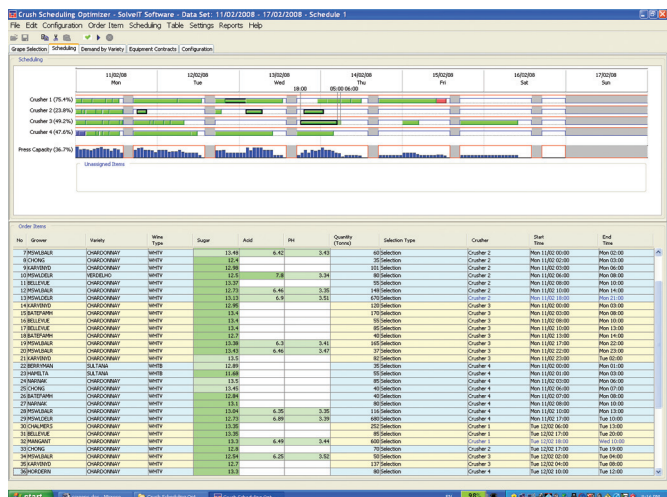 Crush Scheduling Optimizer - SolveIT Software - Data Set: 11/02/2008 - 17/02/2008 - Schedule 1
File Edit Configuration Order Item Scheduling Table Settings Reports Help
Grape Selection Scheduling Demand by Variety Equipment Contracts Configuration
Scheduling
11/02/08 12/02/08 13/02/08 14/02/08 15/02/08 16/02/08 17/02/08
Mon Tue Wed Thu Fri Sat Sun
18:00 05:00 06:00
Crusher 1 (75.4%)
Crusher 2 (23.8%)
Crusher 3 (49.2%)
Crusher 4 (47.6%)
Press Capacity (36.7%)
Unassigned Items
Order Items
No Grower Variety Wine Type Sugar Acid PH Quantity (Tonnes) Selection Type Crusher Start Time End Time
7 MSWLBALR CHARDONNAY WHTV 13.48 6.42 3.43 60 Selection Crusher 2 Mon 11/02 00:00 Mon 02:00
8 CHONG CHARDONNAY WHTV 12.4 35 Selection Crusher 2 Mon 11/02 02:00 Mon 03:00
9 KARVINYD CHARDONNAY WHTV 12.98 101 Selection Crusher 2 Mon 11/02 03:00 Mon 06:00
10 MSWLDELR VERDELHO WHTV 12.5 7.8 3.34 80 Selection Crusher 2 Mon 11/02 06:00 Mon 08:00
11 BELLEVUE CHARDONNAY WHTV 13.37 55 Selection Crusher 2 Mon 11/02 08:00 Mon 10:00
12 MSWLBALR CHARDONNAY WHTV 12.73 6.46 3.35 149 Selection Crusher 2 Mon 11/02 10:00 Mon 14:00
13 MSWLDELR CHARDONNAY WHTV 13.13 6.9 3.51 670 Selection Crusher 2 Mon 11/02 18:00 Mon 21:00
14 KARVINYD CHARDONNAY WHTV 12.95 120 Selection Crusher 3 Mon 11/02 00:00 Mon 03:00
15 BATEPAMH CHARDONNAY WHTV 13.4 170 Selection Crusher 3 Mon 11/02 03:00 Mon 08:00
16 BELLEVUE CHARDONNAY WHTV 13.4 55 Selection Crusher 3 Mon 11/02 08:00 Mon 10:00
17 BELLEVUE CHARDONNAY WHTV 13.4 85 Selection Crusher 3 Mon 11/02 10:00 Mon 13:00
18 BATEPAMH CHARDONNAY WHTV 12.7 40 Selection Crusher 3 Mon 11/02 13:00 Mon 14:00
19 MSWLBALR CHARDONNAY WHTV 13.38 6.3 3.41 165 Selection Crusher 3 Mon 11/02 17:00 Mon 22:00
20 MSWLBALR CHARDONNAY WHTV 13.43 6.46 3.47 37 Selection Crusher 3 Mon 11/02 22:00 Mon 23:00
21 KARVINYD CHARDONNAY WHTV 13.5 92 Selection Crusher 3 Mon 11/02 23:00 Tue 02:00
22 BERRYMAN SULTANA WHTB 12.89 35 Selection Crusher 4 Mon 11/02 00:00 Mon 01:00
23 HAMILTA SULTANA WHTB 11.68 55 Selection Crusher 4 Mon 11/02 01:00 Mon 03:00
24 NARNAK CHARDONNAY WHTV 13.5 85 Selection Crusher 4 Mon 11/02 03:00 Mon 06:00
25 CHONG CHARDONNAY WHTV 13.45 40 Selection Crusher 4 Mon 11/02 06:00 Mon 07:00
26 BATEPAMH CHARDONNAY WHTV 12.84 40 Selection Crusher 4 Mon 11/02 07:00 Mon 08:00
27 NARNAK CHARDONNAY WHTV 13.1 80 Selection Crusher 4 Mon 11/02 08:00 Mon 10:00
28 MSWLBALR CHARDONNAY WHTV 13.04 6.35 3.35 116 Selection Crusher 4 Mon 11/02 10:00 Mon 13:00
29 MSWLDELR CHARDONNAY WHTV 12.73 6.89 3.39 680 Selection Crusher 4 Mon 11/02 17:00 Tue 10:00
30 CHALMERS CHARDONNAY WHTV 13.35 252 Selection Crusher 1 Tue 12/02 06:00 Tue 13:00
31 BELLEVUE CHARDONNAY WHTV 13.35 95 Selection Crusher 1 Tue 12/02 17:00 Tue 20:00
32 MANGANT CHARDONNAY WHTV 13.3 6.49 3.44 600 Selection Crusher 1 Tue 12/02 18:00 Wed 10:00
33 CHONG CHARDONNAY WHTV 12.8 70 Selection Crusher 2 Tue 12/02 17:00 Tue 19:00
34 MSWLBALR CHARDONNAY WHTV 12.54 6.25 3.52 50 Selection Crusher 3 Tue 12/02 02:00 Tue 04:00
35 KARVINYD CHARDONNAY WHTV 12.7 137 Selection Crusher 3 Tue 12/02 04:00 Tue 08:00
36 HORDERN CHARDONNAY WHTV 13.3 80 Selection Crusher 3 Tue 12/02 10:00 Tue 12:00
start 98%